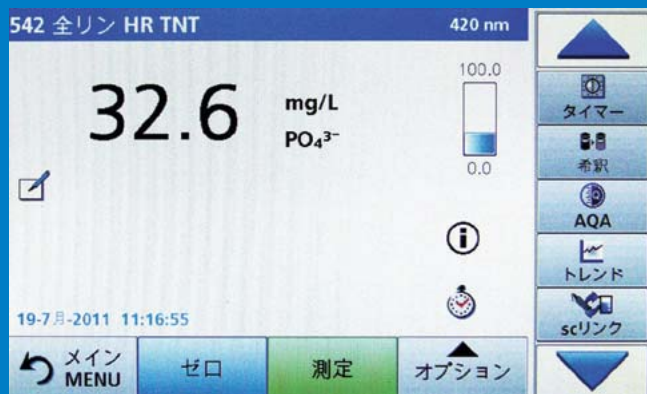 542 全リン HR TNT
420 nm
32.6
mg/L
PO₄³⁻
100.0
0.0
19-7月-2011 11:16:55
メイン
MENU
ゼロ
測定
オプション
タイマー
希釈
AQA
トレンド
scリンク